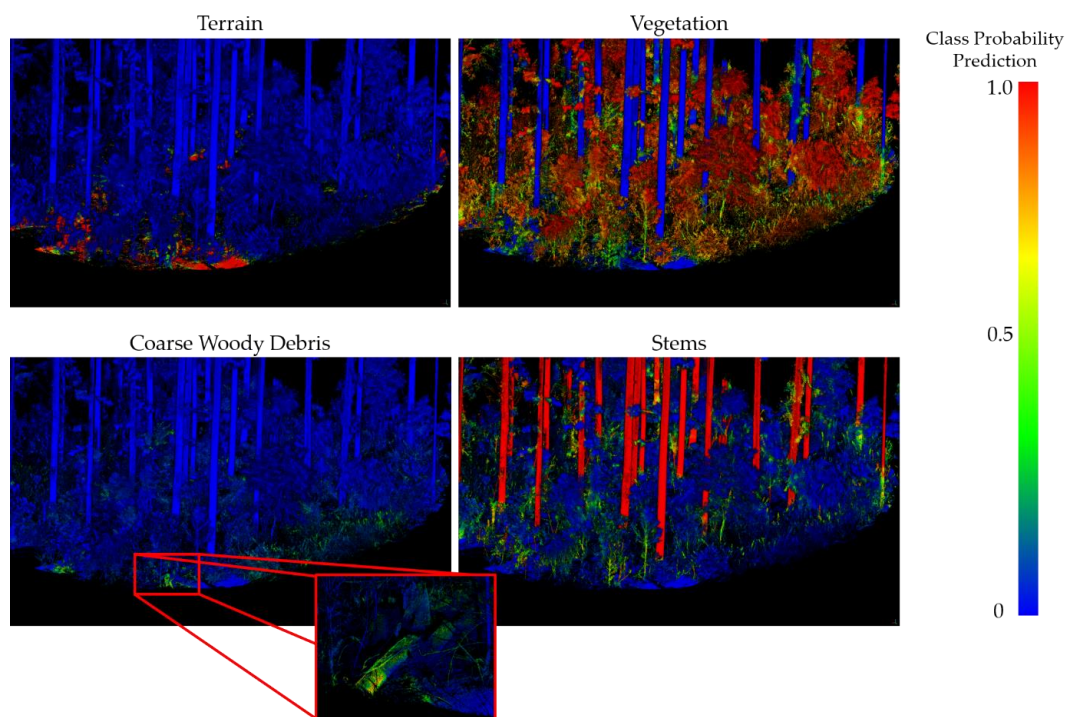 Terrain
Vegetation
Class Probability
Prediction
1.0
0.5
0
Coarse Woody Debris
Stems